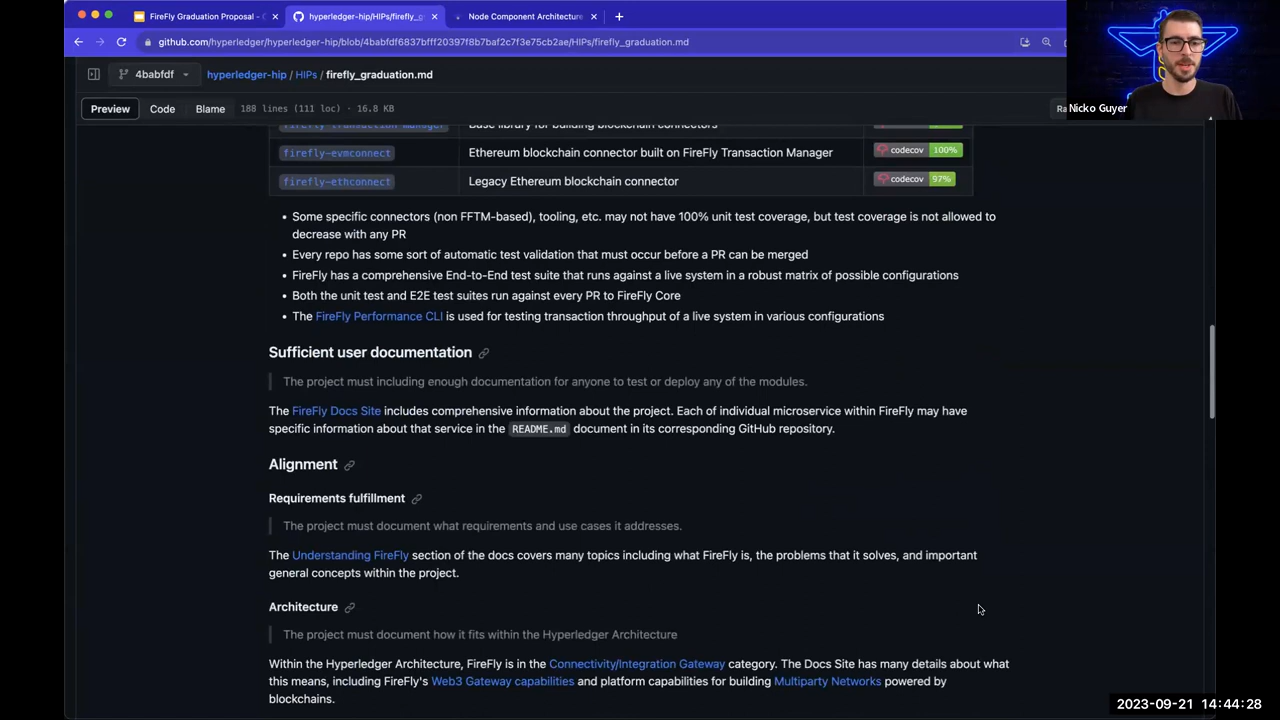 FireFly Graduation Proposal -
hyperledger-hip/HIPs/firefly_g
Node Component Architecture
github.com/hyperledger/hyperledger-hip/blob/4babfdf6837bfff20397f8b7baf2c7f3e75cb2ae/HIPs/firefly_graduation.md
4babfdf
hyperledger-hip / HIPs / firefly_graduation.md
Nicko Guyer
Preview Code Blame 188 lines (111 loc) · 16.8 KB
firefly-transaction-manager Base library for building blockchain connectors
firefly-evmconnect Ethereum blockchain connector built on FireFly Transaction Manager codecov 100%
firefly-ethconnect Legacy Ethereum blockchain connector codecov 97%
• Some specific connectors (non FFTM-based), tooling, etc. may not have 100% unit test coverage, but test coverage is not allowed to
decrease with any PR
• Every repo has some sort of automatic test validation that must occur before a PR can be merged
• FireFly has a comprehensive End-to-End test suite that runs against a live system in a robust matrix of possible configurations
• Both the unit test and E2E test suites run against every PR to FireFly Core
• The FireFly Performance CLI is used for testing transaction throughput of a live system in various configurations
Sufficient user documentation
The project must including enough documentation for anyone to test or deploy any of the modules.
The FireFly Docs Site includes comprehensive information about the project. Each of individual microservice within FireFly may have
specific information about that service in the README.md document in its corresponding GitHub repository.
Alignment
Requirements fulfillment
The project must document what requirements and use cases it addresses.
The Understanding FireFly section of the docs covers many topics including what FireFly is, the problems that it solves, and important
general concepts within the project.
Architecture
The project must document how it fits within the Hyperledger Architecture
Within the Hyperledger Architecture, FireFly is in the Connectivity/Integration Gateway category. The Docs Site has many details about what
this means, including FireFly's Web3 Gateway capabilities and platform capabilities for building Multiparty Networks powered by
blockchains.
2023-09-21 14:44:28